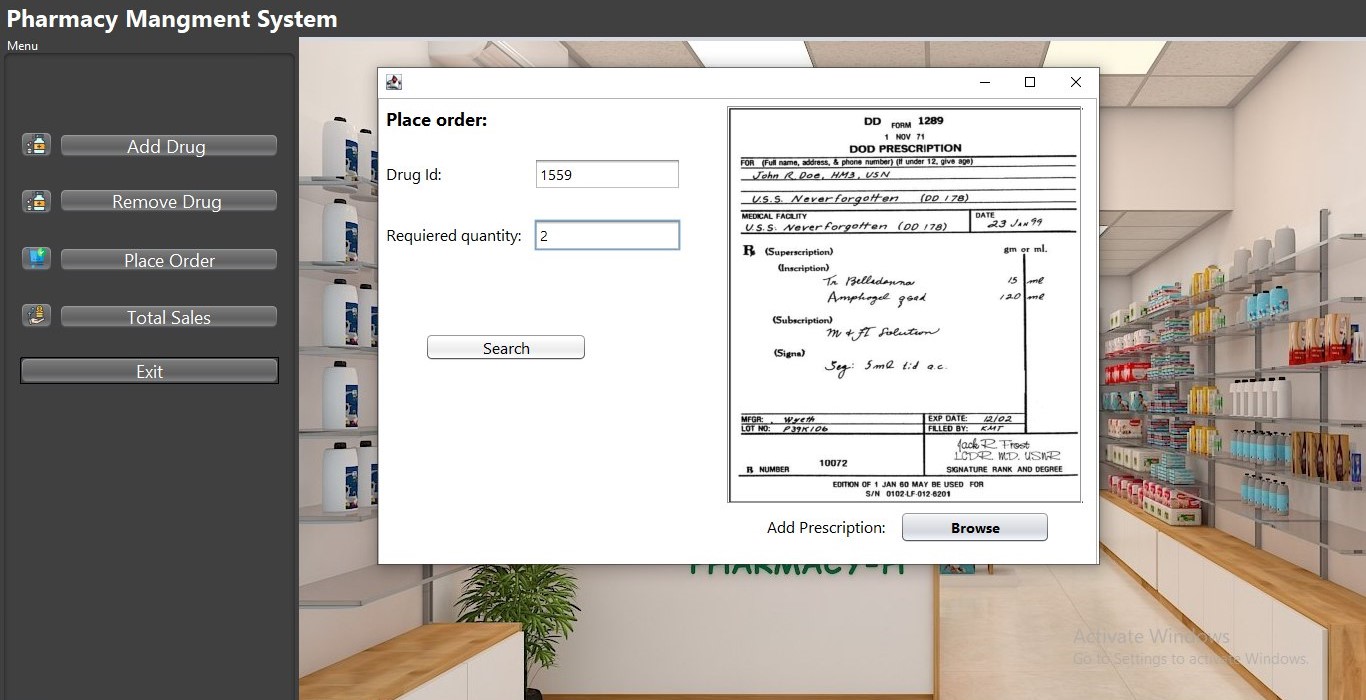 Pharmacy Mangment System
Menu
Add Drug
Remove Drug
Place Order
Total Sales
Exit
Place order:
Drug Id:
1559
Requiered quantity:
2
Search
DD FORM 1289
1 NOV 71
DOD PRESCRIPTION
FOR (Full name, address, & phone number) (If under 12, give age)
John R. Doe, HM3, USN
U.S.S. Neverforgotten (DD 178)
MEDICAL FACILITY
U.S.S. Neverforgotten (DD 178)
DATE
23 Jan 99
℞ (Superscription)
gm or ml.
(Inscription)
Tr Belladonna 15 ml
Amphogel qsad 120 ml
(Subscription)
M & Ft Solution
(Signa)
Sig: 5ml tid a.c.
MFGR: Wyeth
EXP DATE: 12/02
LOT NO: P39K106
FILLED BY: KMT
Jack R Frost
LCDR MD. USNR
10072
℞ NUMBER
SIGNATURE RANK AND DEGREE
EDITION OF 1 JAN 60 MAY BE USED FOR
S/N 0102-LF-012-6201
Add Prescription:
Browse
Activate Windows
Go to Settings to activate Windows.